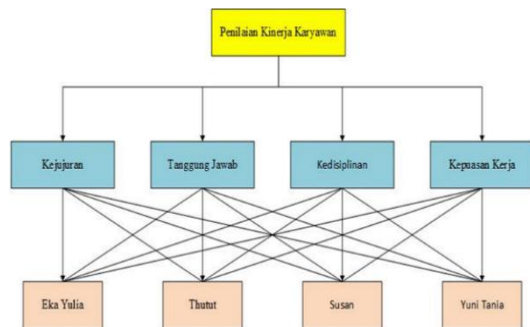 Penilaian Kinerja Karyawan
Kejujuran
Tanggung Jawab
Kedisiplinan
Kepuasan Kerja
Eka Yulia
Thutut
Susan
Yuni Tania